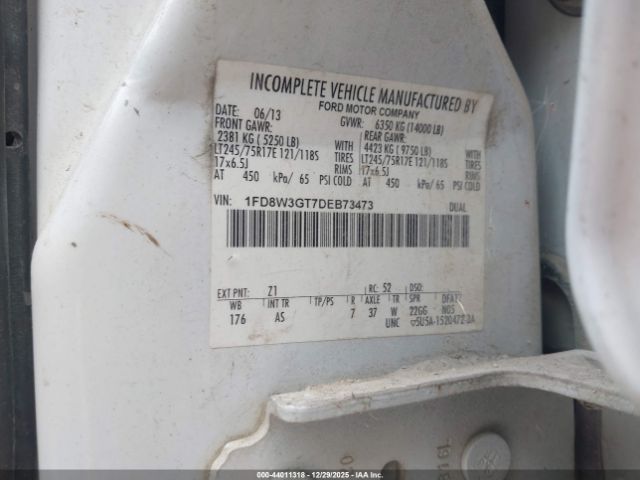 INCOMPLETE VEHICLE MANUFACTURED BY
FORD MOTOR COMPANY
DATE: 06/13 GVWR: 6350 KG (14000 LB)
FRONT GAWR: REAR GAWR:
2381 KG ( 5250 LB) WITH 4423 KG ( 9750 LB) WITH
LT245/75R17E 121/118S TIRES LT245/75R17E 121/118S TIRES
17x6.5J RIMS 17x6.5J RIMS
AT 450 kPa/ 65 PSI COLD AT 450 kPa/ 65 PSI COLD
VIN: 1FD8W3GT7DEB73473 DUAL
EXT PNT: Z1 RC: 52 DSO:
WB INT TR TP/PS R AXLE TR SPR
176 AS 7 37 W 22GG NOS
UNC
000-44011318 - 12/29/2025 - IAAI.COM